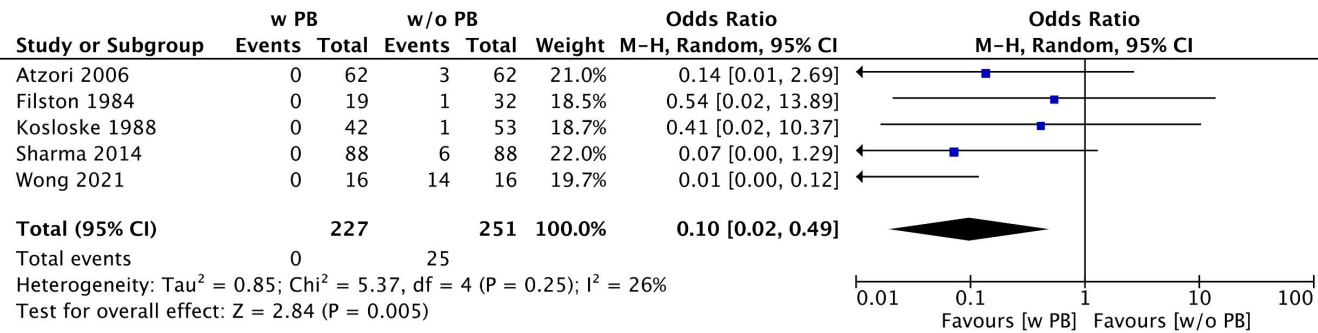 w PB w/o PB Odds Ratio Odds Ratio
Study or Subgroup Events Total Events Total Weight M-H, Random, 95% CI M-H, Random, 95% CI
Atzori 2006 0 62 3 62 21.0% 0.14 [0.01, 2.69]
Filston 1984 0 19 1 32 18.5% 0.54 [0.02, 13.89]
Kosloske 1988 0 42 1 53 18.7% 0.41 [0.02, 10.37]
Sharma 2014 0 88 6 88 22.0% 0.07 [0.00, 1.29]
Wong 2021 0 16 14 16 19.7% 0.01 [0.00, 0.12]
Total (95% CI) 227 251 100.0% 0.10 [0.02, 0.49]
Total events 0 25
Heterogeneity: Tau² = 0.85; Chi² = 5.37, df = 4 (P = 0.25); I² = 26%
Test for overall effect: Z = 2.84 (P = 0.005)
0.01 0.1 1 10 100
Favours [w PB] Favours [w/o PB]